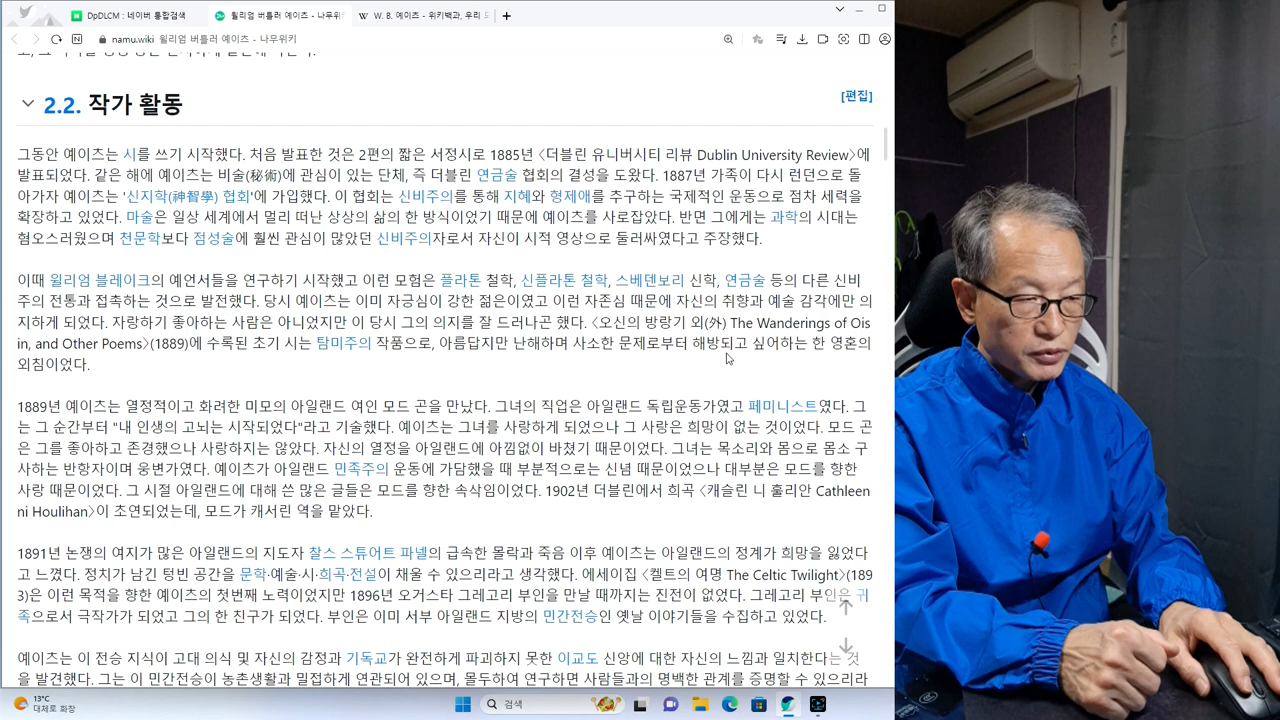 DpDLCM : 네이버 통합검색
윌리엄 버틀러 예이츠 - 나무위키
W. B. 예이츠 - 위키백과, 우리 모
namu.wiki 윌리엄 버틀러 예이츠 - 나무위키
2.2. 작가 활동
[편집]
그동안 예이츠는 시를 쓰기 시작했다. 처음 발표한 것은 2편의 짧은 서정시로 1885년 〈더블린 유니버시티 리뷰 Dublin University Review〉에
발표되었다. 같은 해에 예이츠는 비술(秘術)에 관심이 있는 단체, 즉 더블린 연금술 협회의 결성을 도왔다. 1887년 가족이 다시 런던으로 돌
아가자 예이츠는 '신지학(神智學) 협회'에 가입했다. 이 협회는 신비주의를 통해 지혜와 형제애를 추구하는 국제적인 운동으로 점차 세력을
확장하고 있었다. 마술은 일상 세계에서 멀리 떠난 상상의 삶의 한 방식이었기 때문에 예이츠를 사로잡았다. 반면 그에게는 과학의 시대는
혐오스러웠으며 천문학보다 점성술에 훨씬 관심이 많았던 신비주의자로서 자신이 시적 영상으로 둘러싸였다고 주장했다.
이때 윌리엄 블레이크의 예언서들을 연구하기 시작했고 이런 모험은 플라톤 철학, 신플라톤 철학, 스베덴보리 신학, 연금술 등의 다른 신비
주의 전통과 접촉하는 것으로 발전했다. 당시 예이츠는 이미 자긍심이 강한 젊은이였고 이런 자존심 때문에 자신의 취향과 예술 감각에만 의
지하게 되었다. 자랑하기 좋아하는 사람은 아니었지만 이 당시 그의 의지를 잘 드러나곤 했다. 〈오신의 방랑기 외(外) The Wanderings of Ois
in, and Other Poems〉(1889)에 수록된 초기 시는 탐미주의 작품으로, 아름답지만 난해하며 사소한 문제로부터 해방되고 싶어하는 한 영혼의
외침이었다.
1889년 예이츠는 열정적이고 화려한 미모의 아일랜드 여인 모드 곤을 만났다. 그녀의 직업은 아일랜드 독립운동가였고 페미니스트였다. 그
는 그 순간부터 "내 인생의 고뇌는 시작되었다"라고 기술했다. 예이츠는 그녀를 사랑하게 되었으나 그 사랑은 희망이 없는 것이었다. 모드 곤
은 그를 좋아하고 존경했으나 사랑하지는 않았다. 자신의 열정을 아일랜드에 아낌없이 바쳤기 때문이었다. 그녀는 목소리와 몸으로 몸소 구
사하는 반항자이며 웅변가였다. 예이츠가 아일랜드 민족주의 운동에 가담했을 때 부분적으로는 신념 때문이었으나 대부분은 모드를 향한
사랑 때문이었다. 그 시절 아일랜드에 대해 쓴 많은 글들은 모드를 향한 속삭임이었다. 1902년 더블린에서 희곡 〈캐슬린 니 훌리안 Cathleen
ni Houlihan〉이 초연되었는데, 모드가 캐서린 역을 맡았다.
1891년 논쟁의 여지가 많은 아일랜드의 지도자 찰스 스튜어트 파넬의 급속한 몰락과 죽음 이후 예이츠는 아일랜드의 정계가 희망을 잃었다
고 느꼈다. 정치가 남긴 텅빈 공간을 문학·예술·시·희곡·전설이 채울 수 있으리라고 생각했다. 에세이집 〈켈트의 여명 The Celtic Twilight〉(189
3)은 이런 목적을 향한 예이츠의 첫번째 노력이었지만 1896년 오거스타 그레고리 부인을 만날 때까지는 진전이 없었다. 그레고리 부인은 귀
족으로서 극작가가 되었고 그의 한 친구가 되었다. 부인은 이미 서부 아일랜드 지방의 민간전승인 옛날 이야기들을 수집하고 있었다.
예이츠는 이 전승 지식이 고대 의식 및 자신의 감정과 기독교가 완전하게 파괴하지 못한 이교도 신앙에 대한 자신의 느낌과 일치한다는 것
을 발견했다. 그는 이 민간전승이 농촌생활과 밀접하게 연관되어 있으며, 몰두하여 연구하면 사람들과의 명백한 관계를 증명할 수 있으리라
13°C
대체로 화창
검색